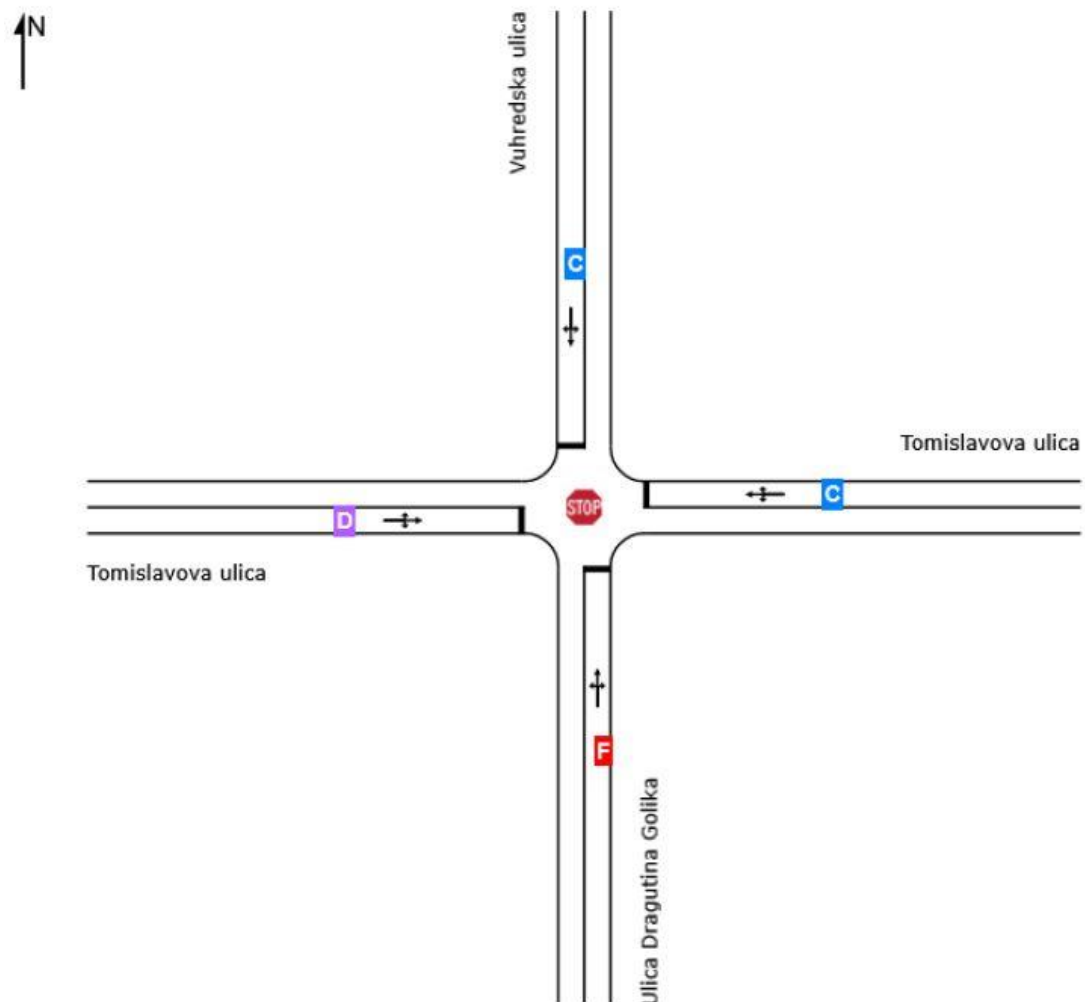 N
Vuhredska ulica
C
Tomislavova ulica
C
STOP
D
Tomislavova ulica
F
Ulica Dragutina Golika